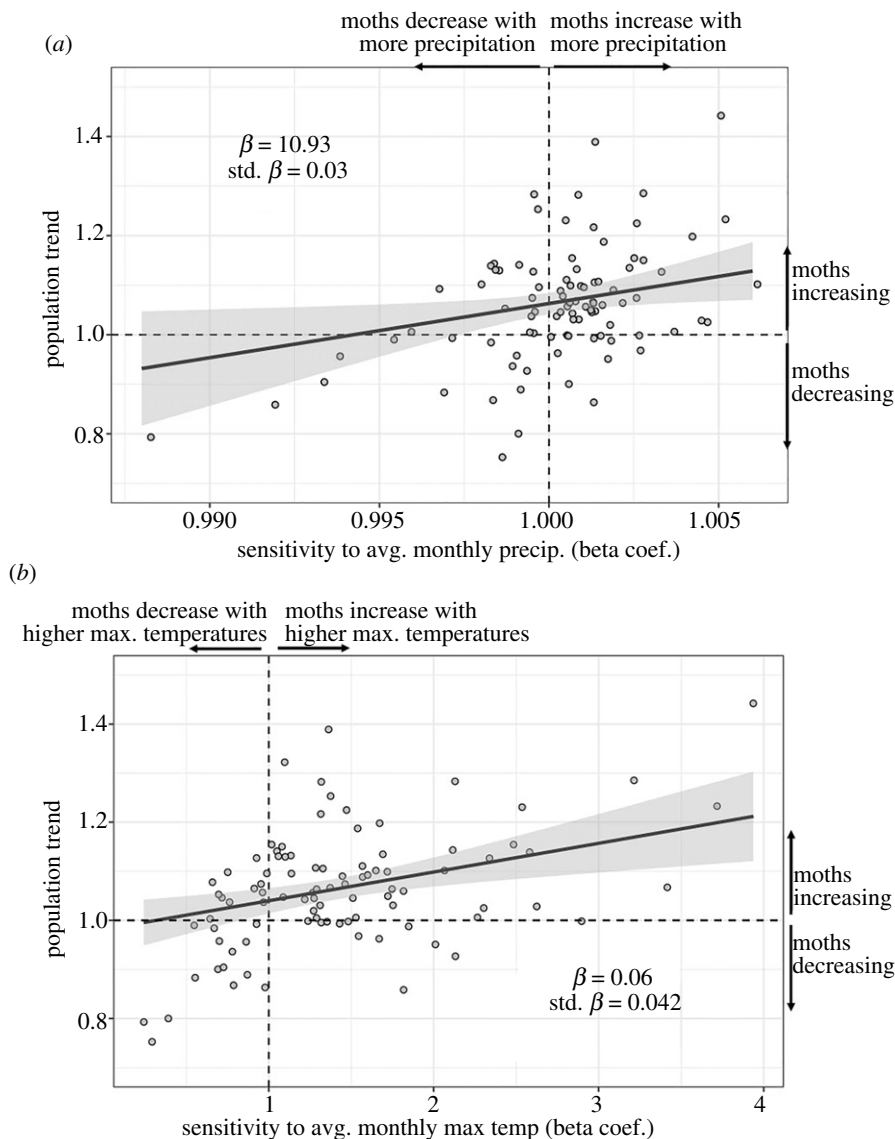 (a)
moths decrease with
more precipitation
moths increase with
more precipitation
β = 10.93
std. β = 0.03
population trend
1.4
1.2
1.0
0.8
moths
increasing
moths
decreasing
0.990 0.995 1.000 1.005
sensitivity to avg. monthly precip. (beta coef.)
(b)
moths decrease with
higher max. temperatures
moths increase with
higher max. temperatures
population trend
1.4
1.2
1.0
0.8
β = 0.06
std. β = 0.042
moths
increasing
moths
decreasing
1 2 3 4
sensitivity to avg. monthly max temp (beta coef.)